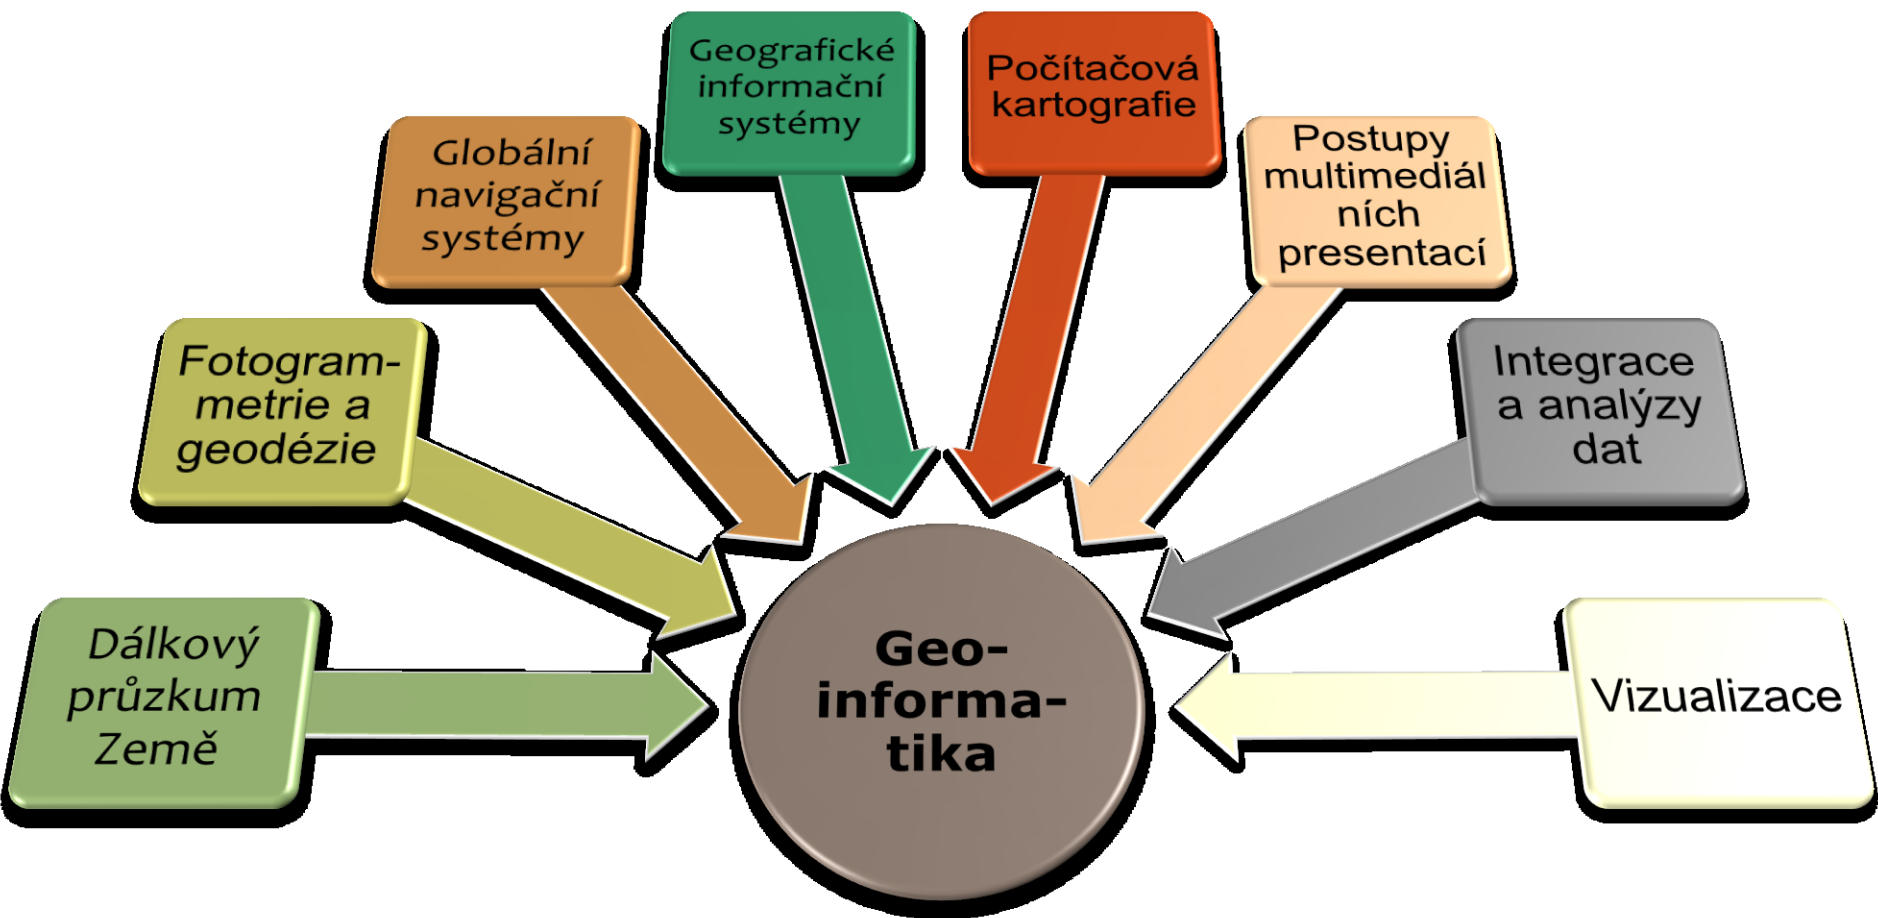 Geografické
informační
systémy
Počítačová
kartografie
Globální
navigační
systémy
Postupy
multimediál
ních
presentací
Fotogram-
metrie a
geodézie
Integrace
a analýzy
dat
Dálkový
průzkum
Země
Geo-
informa-
tika
Vizualizace